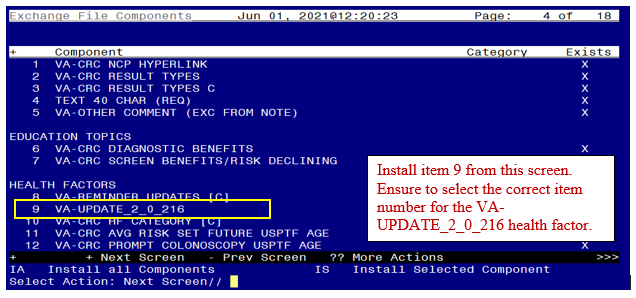 Exchange File Components Jun 01, 2021@12:20:23 Page: 4 of 18
+ Component Category Exists
1 VA-CRC NCP HYPERLINK X
2 VA-CRC RESULT TYPES X
3 VA-CRC RESULT TYPES C X
4 TEXT 40 CHAR (REQ) X
5 VA-OTHER COMMENT (EXC FROM NOTE) X
EDUCATION TOPICS
6 VA-CRC DIAGNOSTIC BENEFITS X
7 VA-CRC SCREEN BENEFITS/RISK DECLINING
HEALTH FACTORS
8 VA-REMINDER UPDATES [C]
9 VA-UPDATE_2_0_216
10 VA-CRC HF CATEGORY [C]
11 VA-CRC AVG RISK SET FUTURE USPTF AGE
12 VA-CRC PROMPT COLONOSCOPY USPTF AGE X
Install item 9 from this screen.
Ensure to select the correct item
number for the VA-
UPDATE_2_0_216 health factor.
+ + Next Screen - Prev Screen ?? More Actions >>>
IA Install all Components IS Install Selected Component
Select Action: Next Screen//